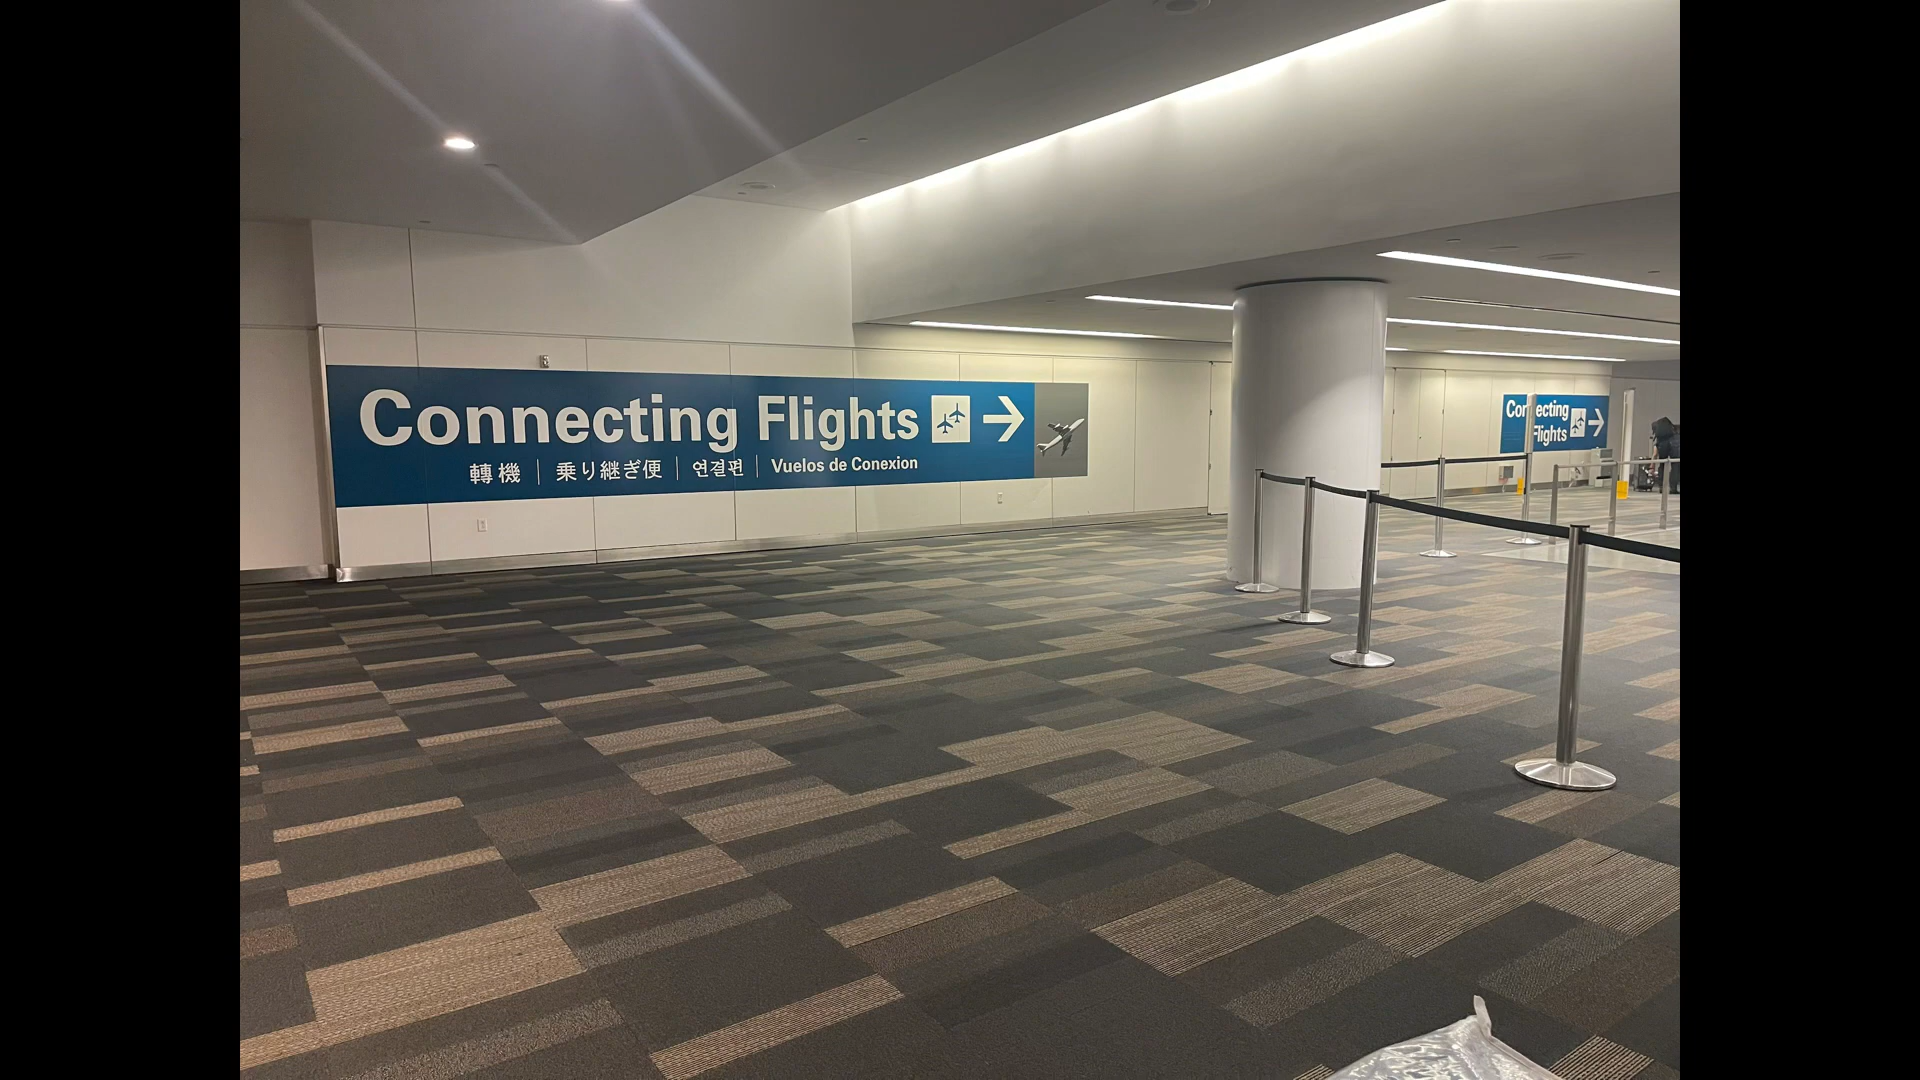 Connecting Flights
轉機 | 乗り継ぎ便 | 연결편 | Vuelos de Conexion
Connecting
Flights